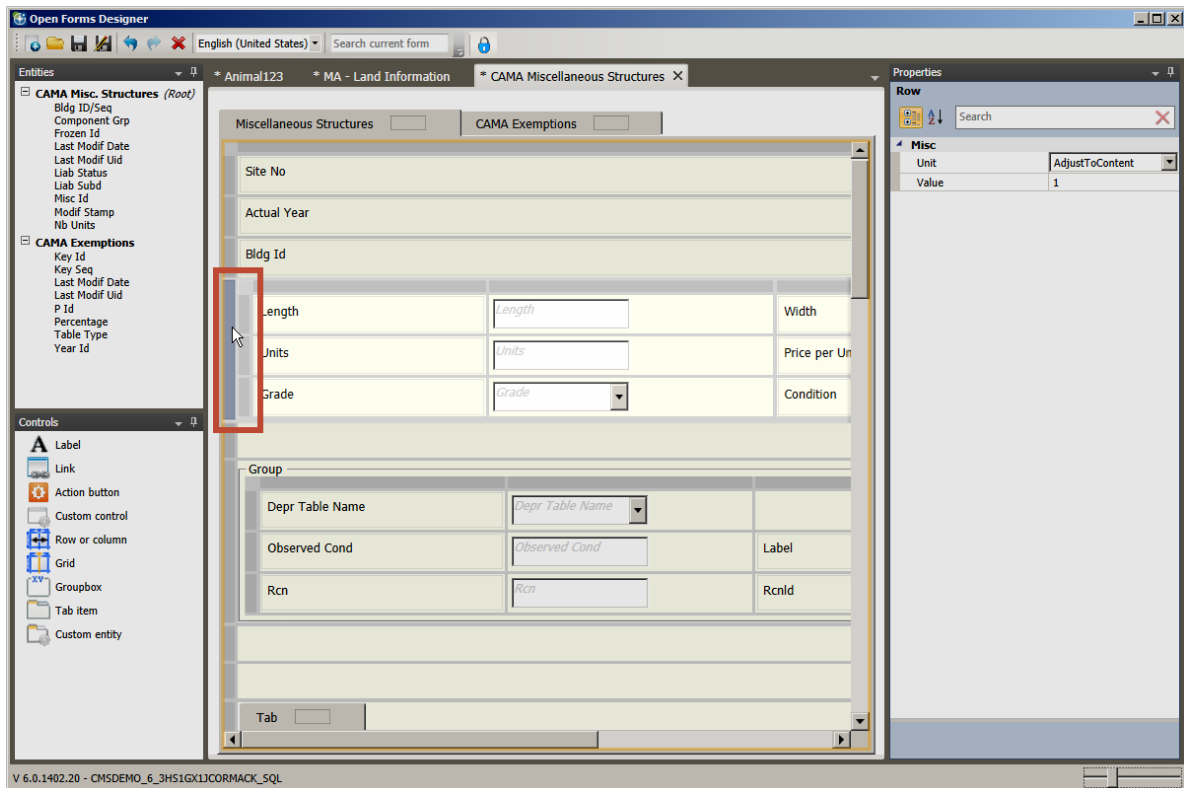 Open Forms Designer
English (United States) Search current form
Entities
CAMA Misc. Structures (Root)
Bldg ID/Seq
Component Grp
Frozen Id
Last Modif Date
Last Modif Uid
Liab Status
Liab Subd
Misc Id
Modif Stamp
Nb Units
CAMA Exemptions
Key Id
Key Seq
Last Modif Date
Last Modif Uid
P Id
Percentage
Table Type
Year Id
Controls
Label
Link
Action button
Custom control
Row or column
Grid
XY
Groupbox
Tab item
Custom entity
* Animal123 * MA - Land Information * CAMA Miscellaneous Structures
Miscellaneous Structures CAMA Exemptions
Site No
Actual Year
Bldg Id
Length Length Width
Units Units Price per Un
Grade Grade Condition
Group
Depr Table Name Depr Table Name
Observed Cond Observed Cond Label
Rcn Rcn Rcnld
Tab
Properties
Row
A Z Search
Misc
Unit AdjustToContent
Value 1
V 6.0.1402.20 - CMSDEMO_6_3HS1GX1JCORMACK_SQL